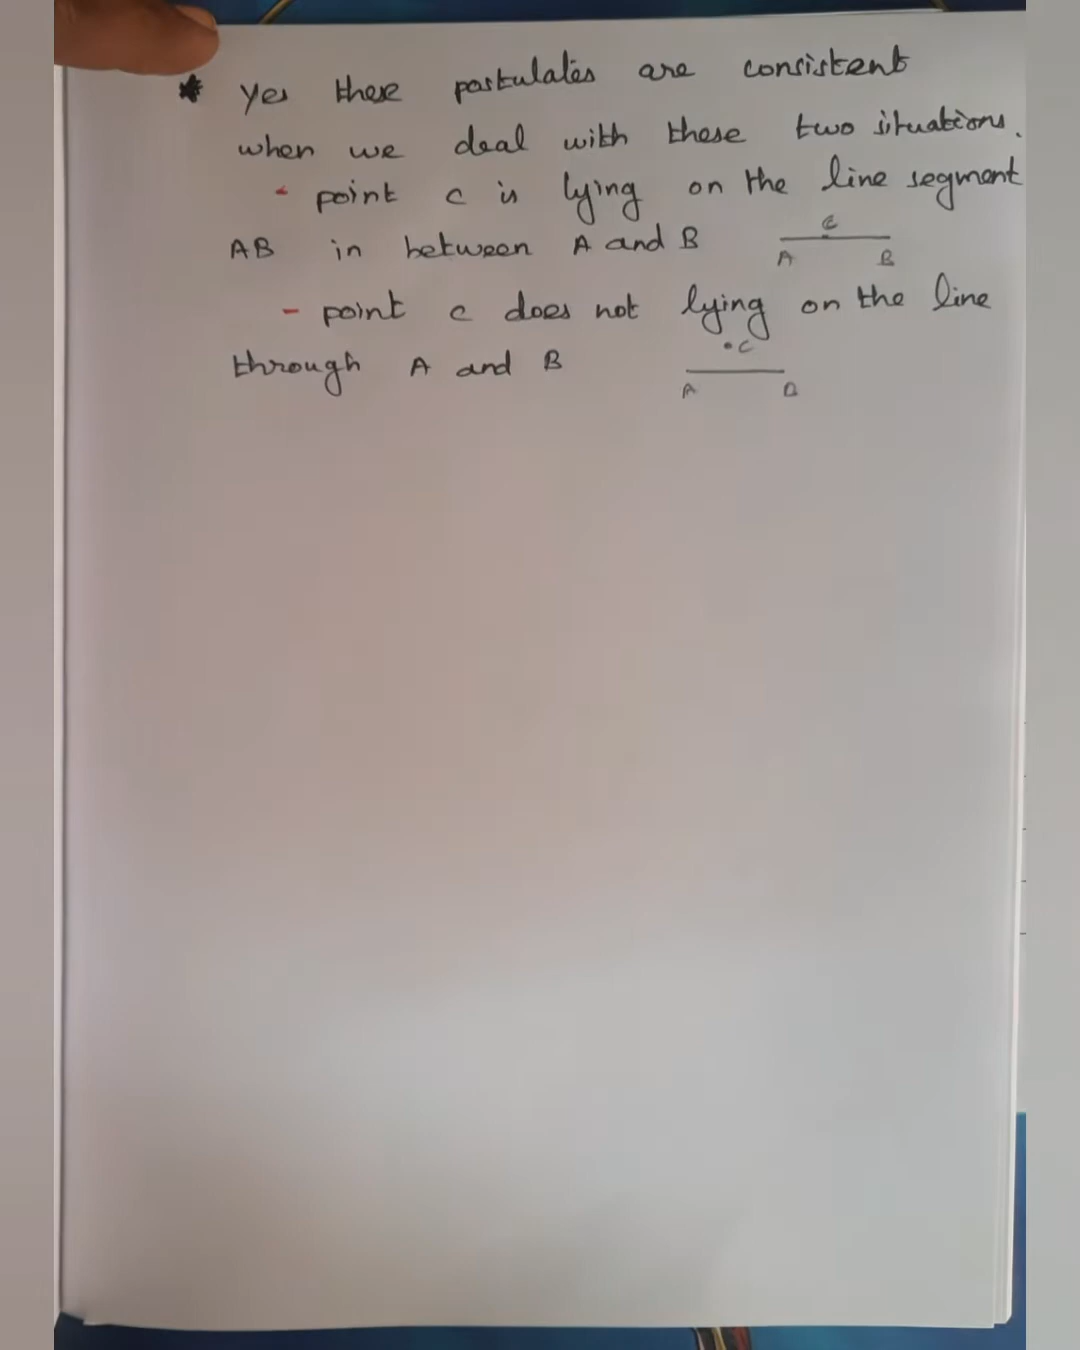 * Yes these postulates are consistent
when we deal with these two situations.
- point c is lying on the line segment
AB in between A and B
C
A B
- point c does not lying on the line
through A and B
C
A B